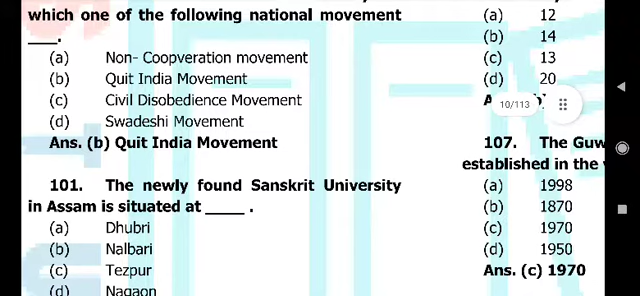 which one of the following national movement
___.
(a) Non- Coopveration movement
(b) Quit India Movement
(c) Civil Disobedience Movement
(d) Swadeshi Movement
Ans. (b) Quit India Movement
101. The newly found Sanskrit University
in Assam is situated at ____ .
(a) Dhubri
(b) Nalbari
(c) Tezpur
(d) Nagaon
(a) 12
(b) 14
(c) 13
(d) 20
10/113
107. The Guw
established in the
(a) 1998
(b) 1870
(c) 1970
(d) 1950
Ans. (c) 1970